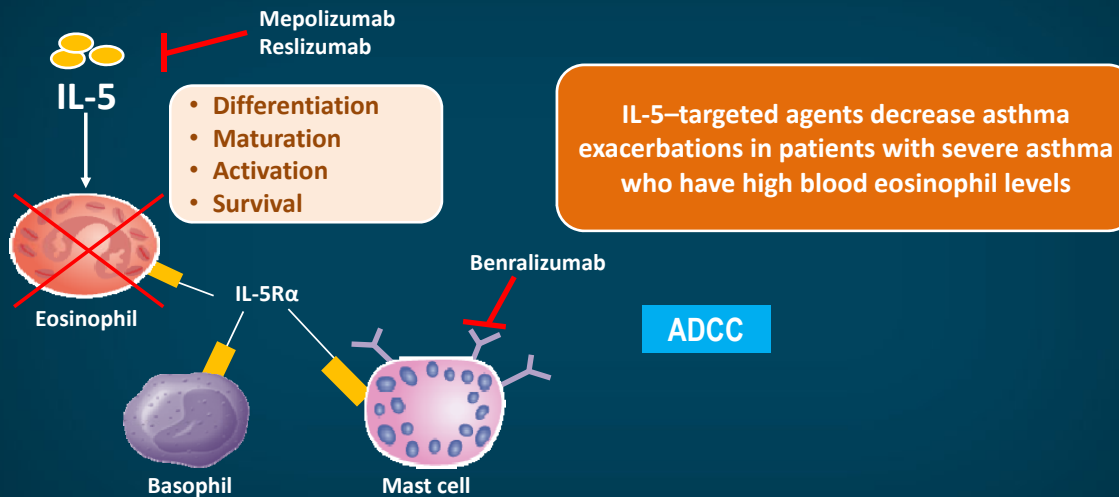 Mepolizumab
Reslizumab
IL-5
• Differentiation
• Maturation
• Activation
• Survival
IL-5–targeted agents decrease asthma
exacerbations in patients with severe asthma
who have high blood eosinophil levels
Benralizumab
IL-5Rα
Eosinophil
ADCC
Basophil
Mast cell